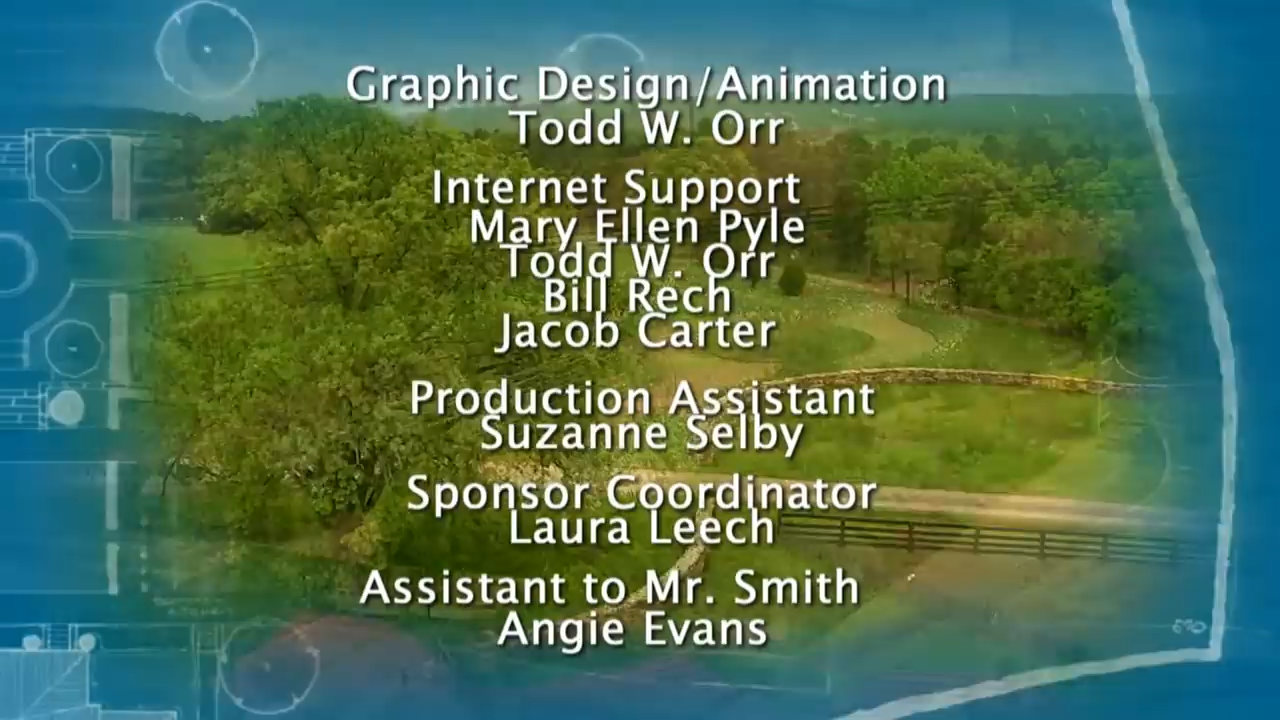 Graphic Design/Animation
Todd W. Orr
Internet Support
Mary Ellen Pyle
Todd W. Orr
Bill Rech
Jacob Carter
Production Assistant
Suzanne Selby
Sponsor Coordinator
Laura Leech
Assistant to Mr. Smith
Angie Evans